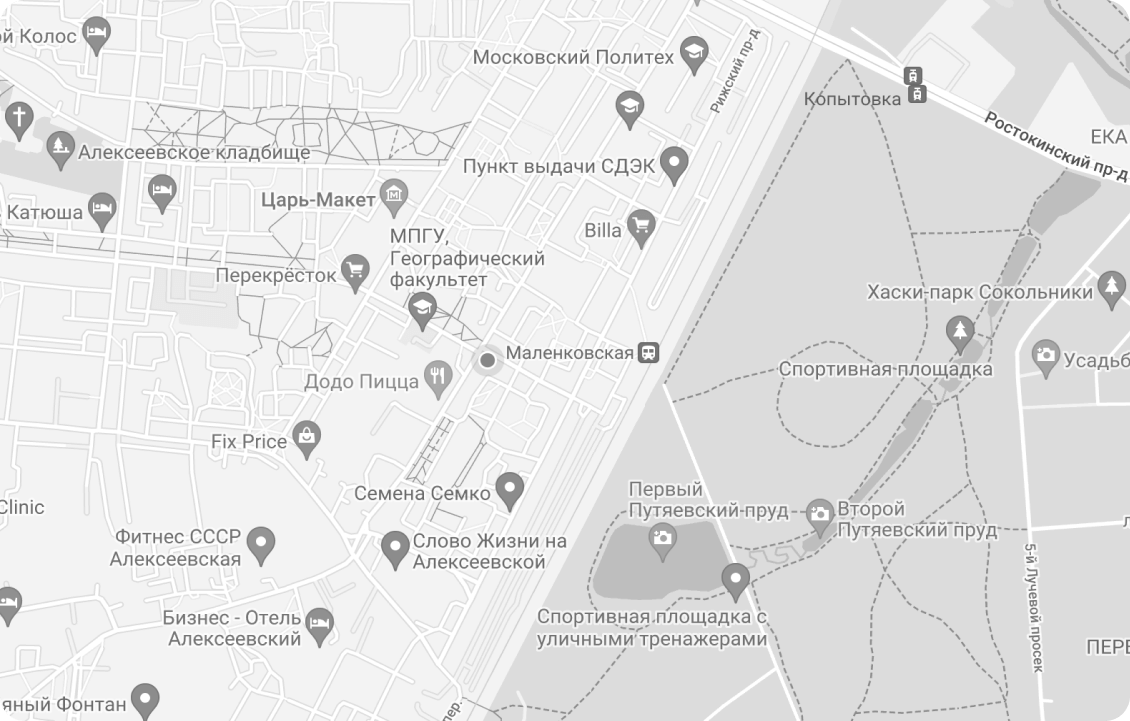 й Колос
Московский Политех
Рижский пр-д
Копытовка
Ростокинский пр-д
ЕКА
Алексеевское кладбище
Пункт выдачи СДЭК
Царь-Макет
Катюша
Billa
МПГУ,
Географический
факультет
Перекрёсток
Хаски-парк Сокольники
Маленковская
Спортивная площадка
Усадьб
Додо Пицца
Fix Price
Семена Семко
Первый
Путяевский пруд
Clinic
Второй
Путяевский пруд
Фитнес СССР
Алексеевская
Слово Жизни на
Алексеевской
5-й Лучевой просек
Бизнес - Отель
Алексеевский
Спортивная площадка с
уличными тренажерами
ПЕРЕ
яный Фонтан
пер.